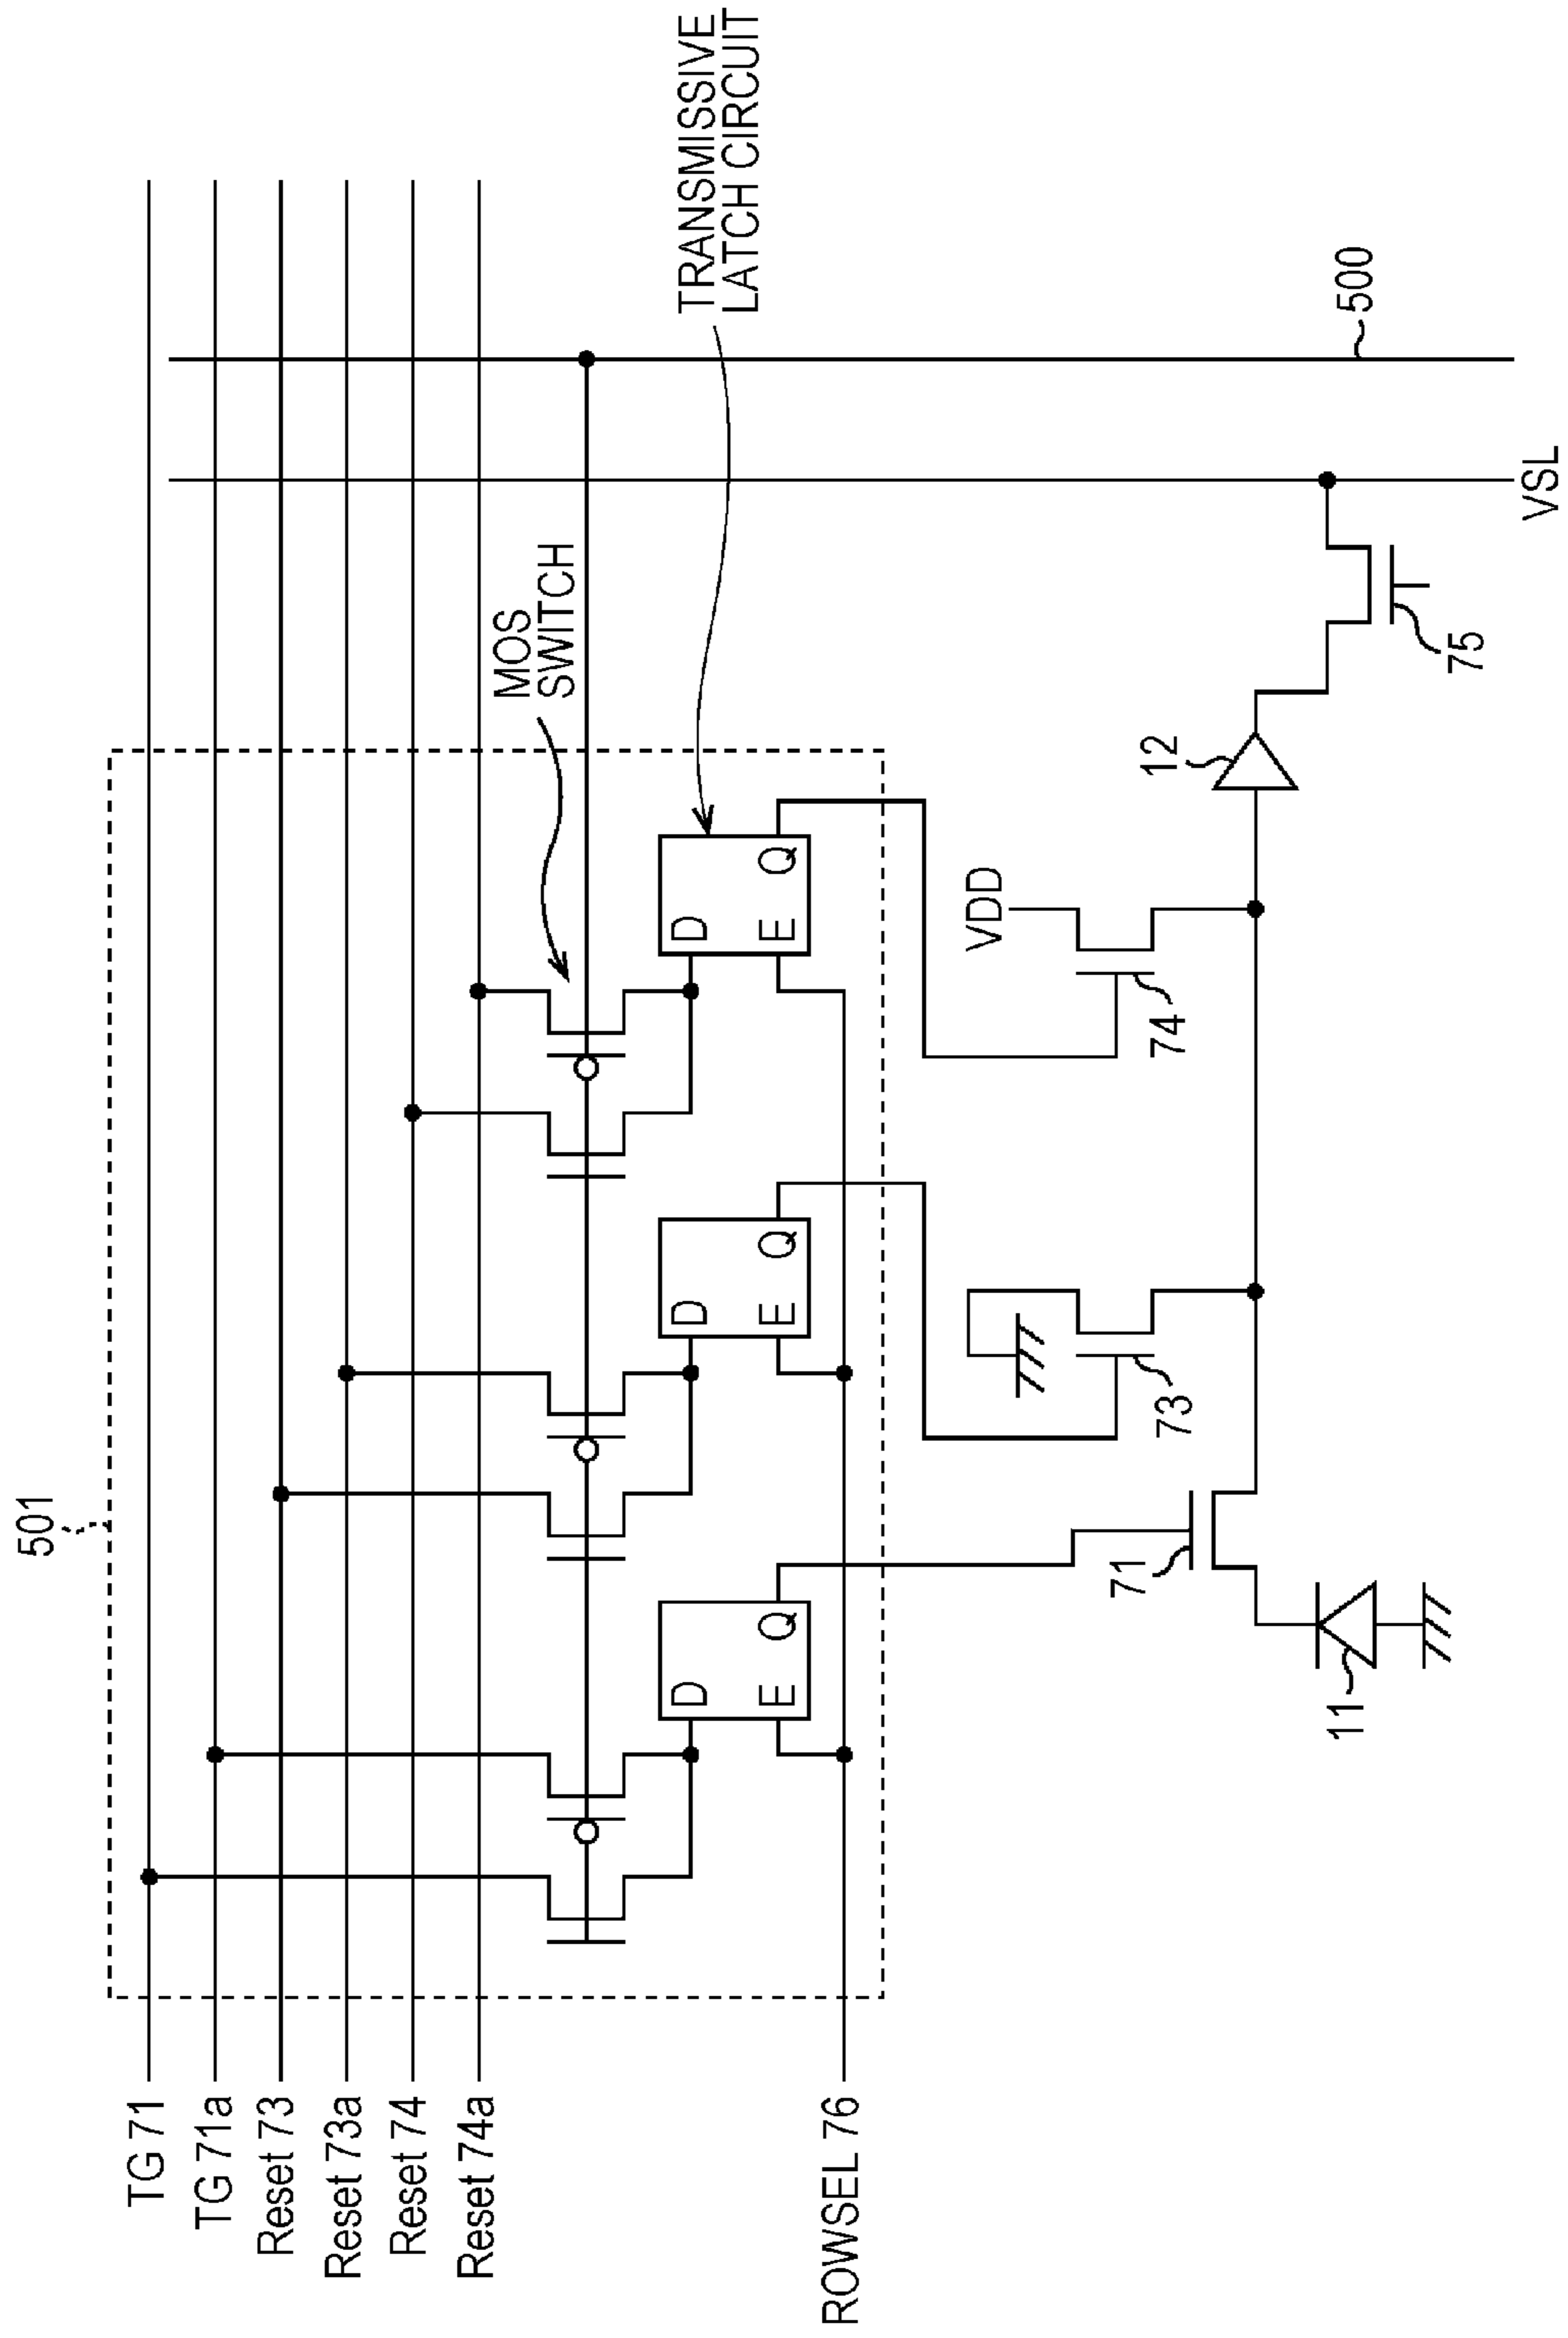 501
TG 71
TG 71a
Reset 73
Reset 73a
Reset 74
Reset 74a
MOS
SWITCH
TRANSMISSIVE
LATCH CIRCUIT
D
E
Q
D
E
Q
D
E
Q
ROWSEL 76
VDD
71
73
74
12
11
75
500
VSL